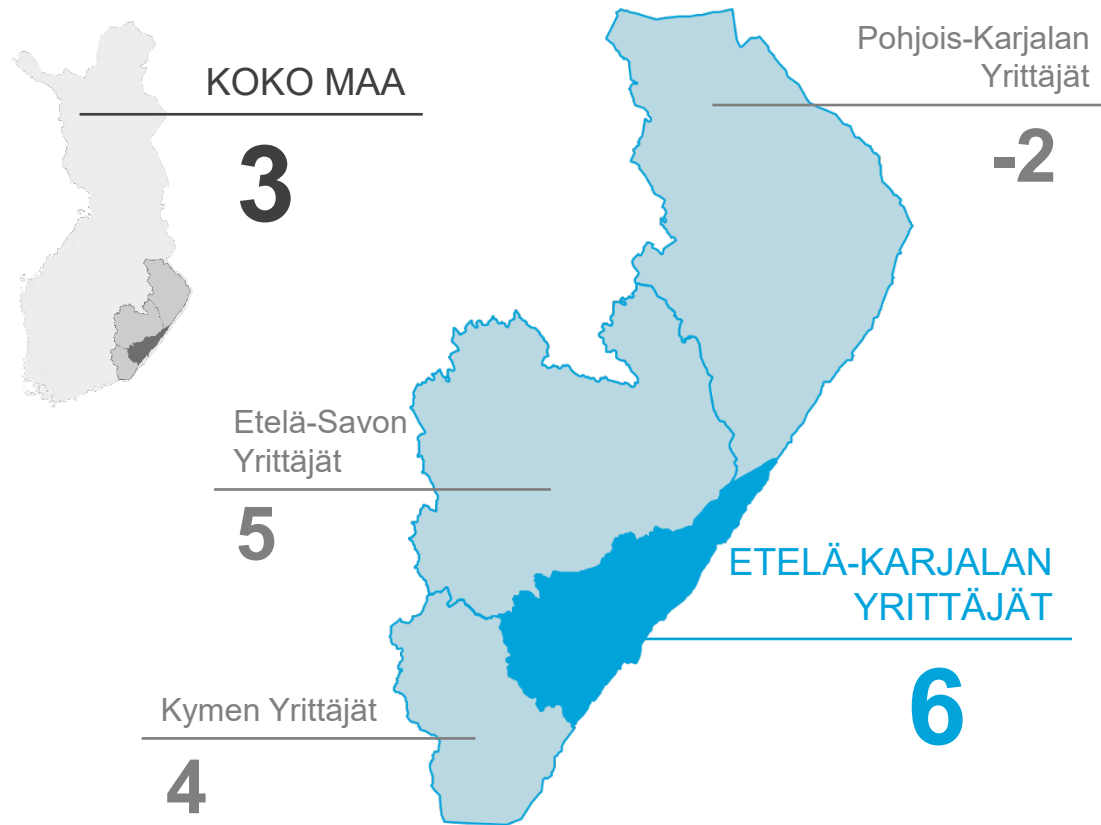 KOKO MAA
3
Pohjois-Karjalan
Yrittäjät
-2
Etelä-Savon
Yrittäjät
5
ETELÄ-KARJALAN
YRITTÄJÄT
6
Kymen Yrittäjät
4